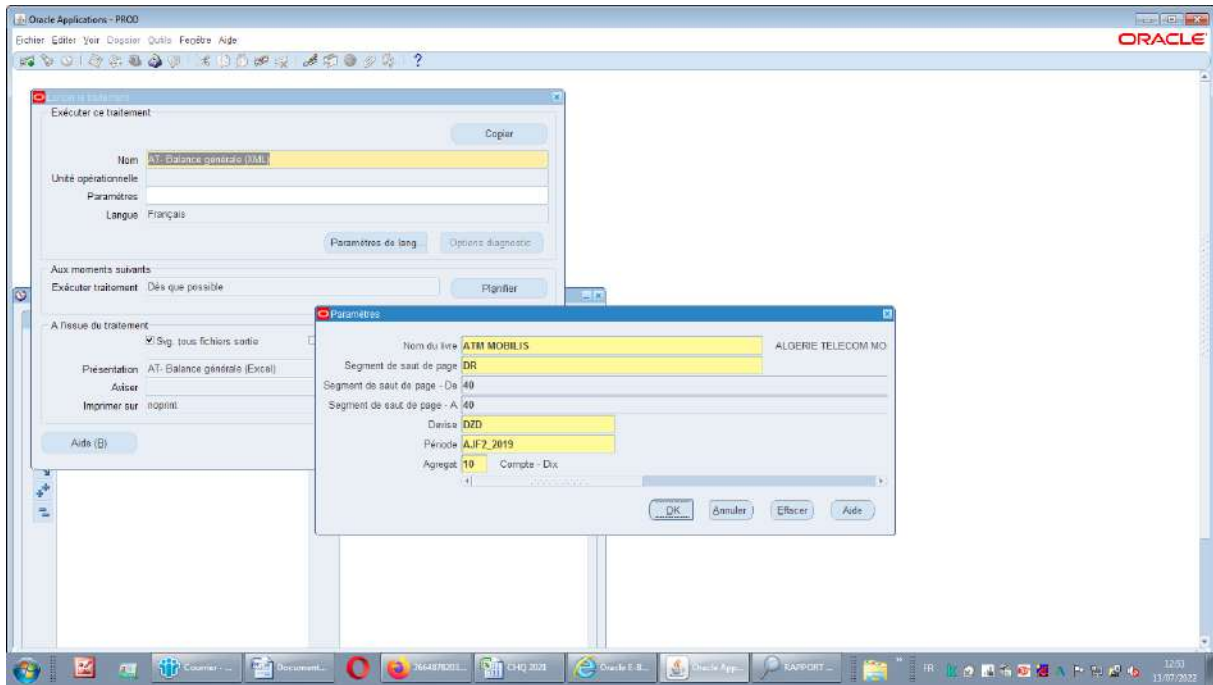 Oracle Applications - PROD
Fichier Editer Voir Dossier Outils Fenêtre Aide
ORACLE
Exécuter ce traitement
Copier
Nom AT- Balance générale (XML)
Unité opérationnelle
Paramètres
Langue Français
Paramètres de lang... Options diagnostic
Aux moments suivants
Exécuter traitement Dès que possible Planifier
A l'issue du traitement
Svg. tous fichiers sortie
Présentation AT- Balance générale (Excel)
Aviser
Imprimer sur noprint
Aide (B)
Paramètres
Nom du livre ATM MOBILIS ALGERIE TELECOM MO
Segment de saut de page DR
Segment de saut de page - De 40
Segment de saut de page - A 40
Devise DZD
Période AJF2_2019
Agregat 10 Compte - Dix
OK Annuler Effacer Aide
Courrier - ... Document... CHQ 2021 Oracle E-B... Oracle App... RAPPORT ... FR 12:51
11/07/2022